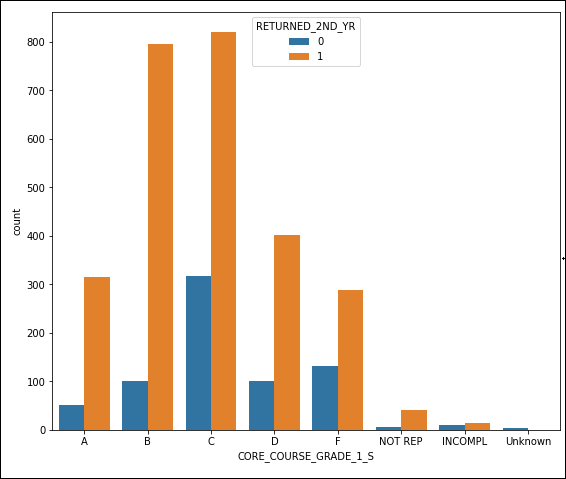 RETURNED_2ND_YR
0
1
800
700
600
500
400
300
200
100
0
count
A B C D F NOT REP INCOMPL Unknown
CORE_COURSE_GRADE_1_S